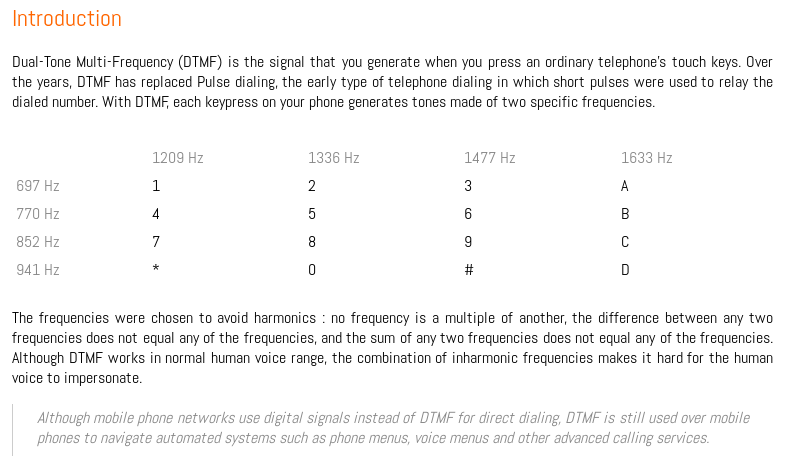 Introduction
Dual-Tone Multi-Frequency (DTMF) is the signal that you generate when you press an ordinary telephone's touch keys. Over
the years, DTMF has replaced Pulse dialing, the early type of telephone dialing in which short pulses were used to relay the
dialed number. With DTMF, each keypress on your phone generates tones made of two specific frequencies.
1209 Hz 1336 Hz 1477 Hz 1633 Hz
697 Hz 1 2 3 A
770 Hz 4 5 6 B
852 Hz 7 8 9 C
941 Hz * 0 # D
The frequencies were chosen to avoid harmonics : no frequency is a multiple of another, the difference between any two
frequencies does not equal any of the frequencies, and the sum of any two frequencies does not equal any of the frequencies.
Although DTMF works in normal human voice range, the combination of inharmonic frequencies makes it hard for the human
voice to impersonate.
Although mobile phone networks use digital signals instead of DTMF for direct dialing, DTMF is still used over mobile
phones to navigate automated systems such as phone menus, voice menus and other advanced calling services.